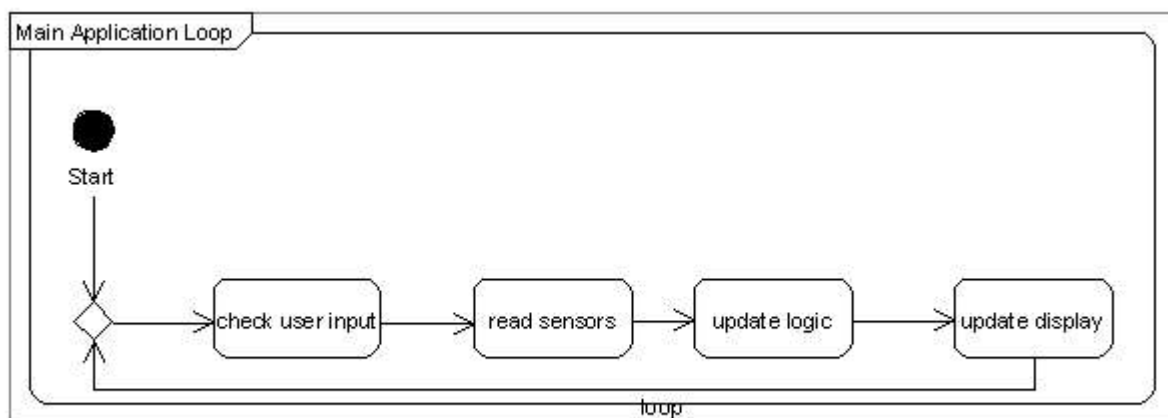 Main Application Loop
Start
check user input
read sensors
update logic
update display
loop